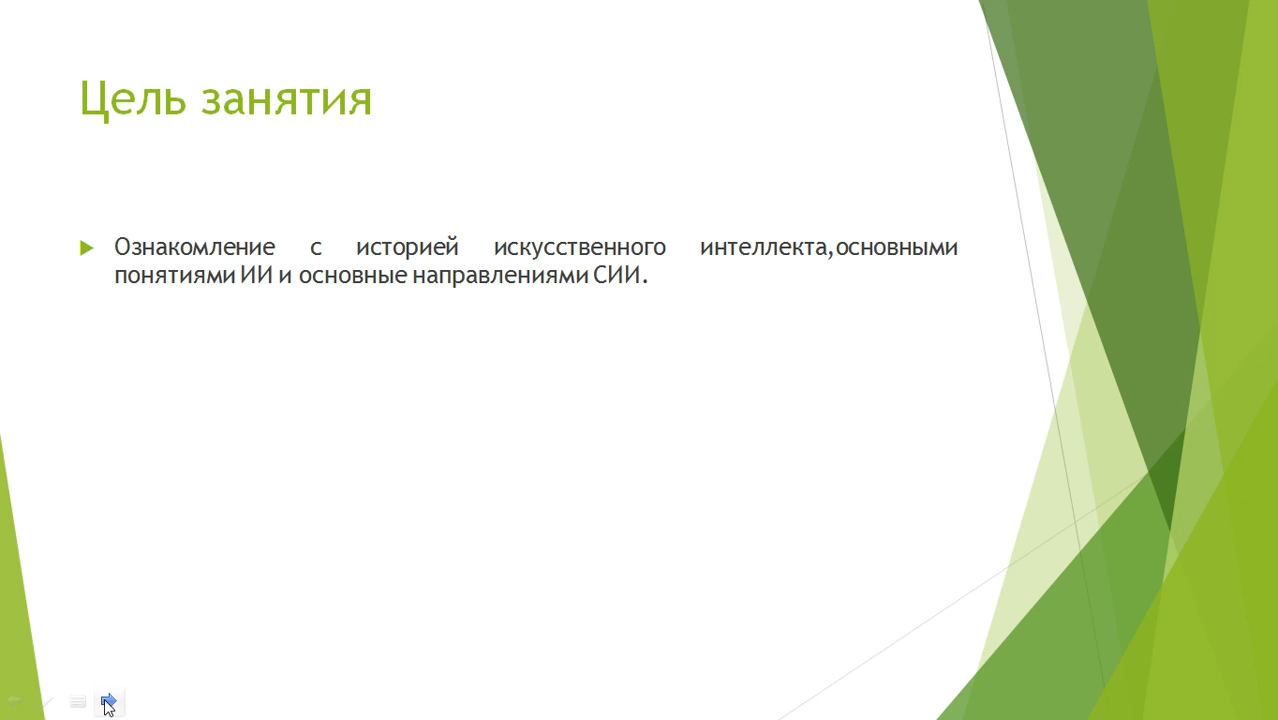 Цель занятия
Ознакомление с историей искусственного интеллекта,основными
понятиями ИИ и основные направлениями СИИ.